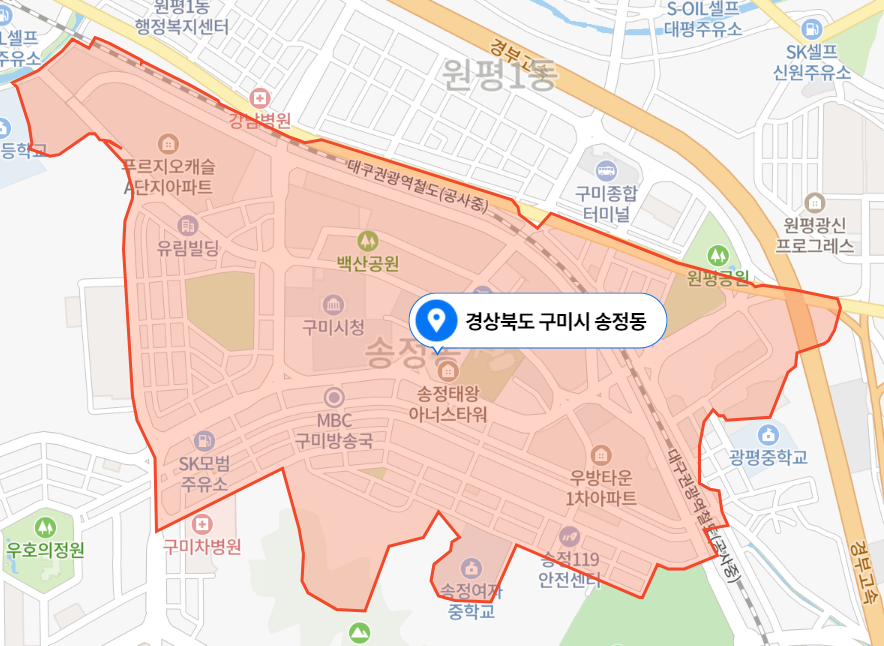 원평1동
행정복지센터
S-OIL셀프
대평주유소
L셀프
주유소
SK셀프
신원주유소
경부고속
원평1동
강남병원
등학교
푸르지오캐슬
A단지아파트
대구권광역철도(공사중)
구미종합
터미널
원평광신
프로그레스
유림빌딩
백산공원
원평공원
구미시청
경상북도 구미시 송정동
송정동
송정태왕
아너스타워
MBC
구미방송국
SK모범
주유소
광평중학교
우방타운
1차아파트
대구권광역철도(공사중)
우호의정원
구미차병원
송정119
안전센터
송정여자
중학교
경부고속